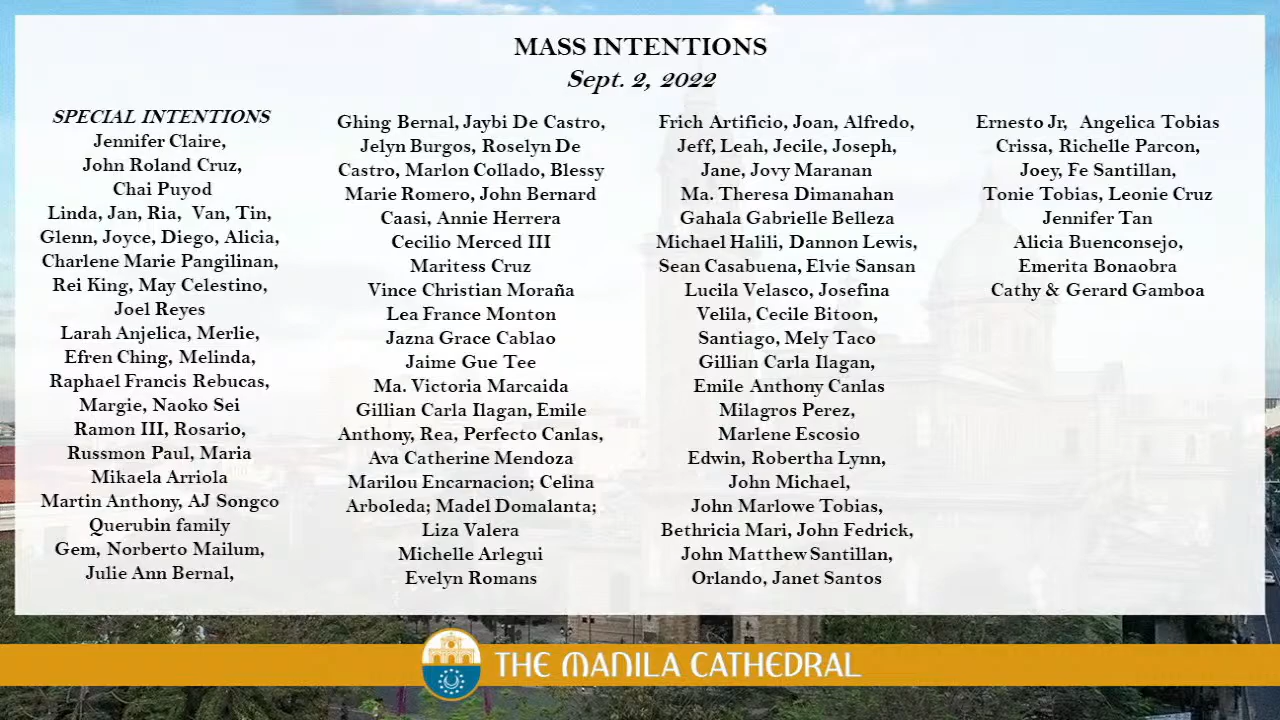 MASS INTENTIONS
Sept. 2, 2022
SPECIAL INTENTIONS
Jennifer Claire,
John Roland Cruz,
Chai Puyod
Linda, Jan, Ria, Van, Tin,
Glenn, Joyce, Diego, Alicia,
Charlene Marie Pangilinan,
Rei King, May Celestino,
Joel Reyes
Larah Anjelica, Merlie,
Efren Ching, Melinda,
Raphael Francis Rebucas,
Margie, Naoko Sei
Ramon III, Rosario,
Russmon Paul, Maria
Mikaela Arriola
Martin Anthony, AJ Songco
Querubin family
Gem, Norberto Mailum,
Julie Ann Bernal,
Ghing Bernal, Jaybi De Castro,
Jelyn Burgos, Roselyn De
Castro, Marlon Collado, Blessy
Marie Romero, John Bernard
Caasi, Annie Herrera
Cecilio Merced III
Maritess Cruz
Vince Christian Moraña
Lea France Monton
Jazna Grace Cablao
Jaime Gue Tee
Ma. Victoria Marcaida
Gillian Carla Ilagan, Emile
Anthony, Rea, Perfecto Canlas,
Ava Catherine Mendoza
Marilou Encarnacion; Celina
Arboleda; Madel Domalanta;
Liza Valera
Michelle Arlegui
Evelyn Romans
Frich Artificio, Joan, Alfredo,
Jeff, Leah, Jecile, Joseph,
Jane, Jovy Maranan
Ma. Theresa Dimanahan
Gahala Gabrielle Belleza
Michael Halili, Dannon Lewis,
Sean Casabuena, Elvie Sansan
Lucila Velasco, Josefina
Velila, Cecile Bitoon,
Santiago, Mely Taco
Gillian Carla Ilagan,
Emile Anthony Canlas
Milagros Perez,
Marlene Escosio
Edwin, Robertha Lynn,
John Michael,
John Marlowe Tobias,
Bethricia Mari, John Fedrick,
John Matthew Santillan,
Orlando, Janet Santos
Ernesto Jr, Angelica Tobias
Crissa, Richelle Parcon,
Joey, Fe Santillan,
Tonie Tobias, Leonie Cruz
Jennifer Tan
Alicia Buenconsejo,
Emerita Bonaobra
Cathy & Gerard Gamboa
THE MANILA CATHEDRAL